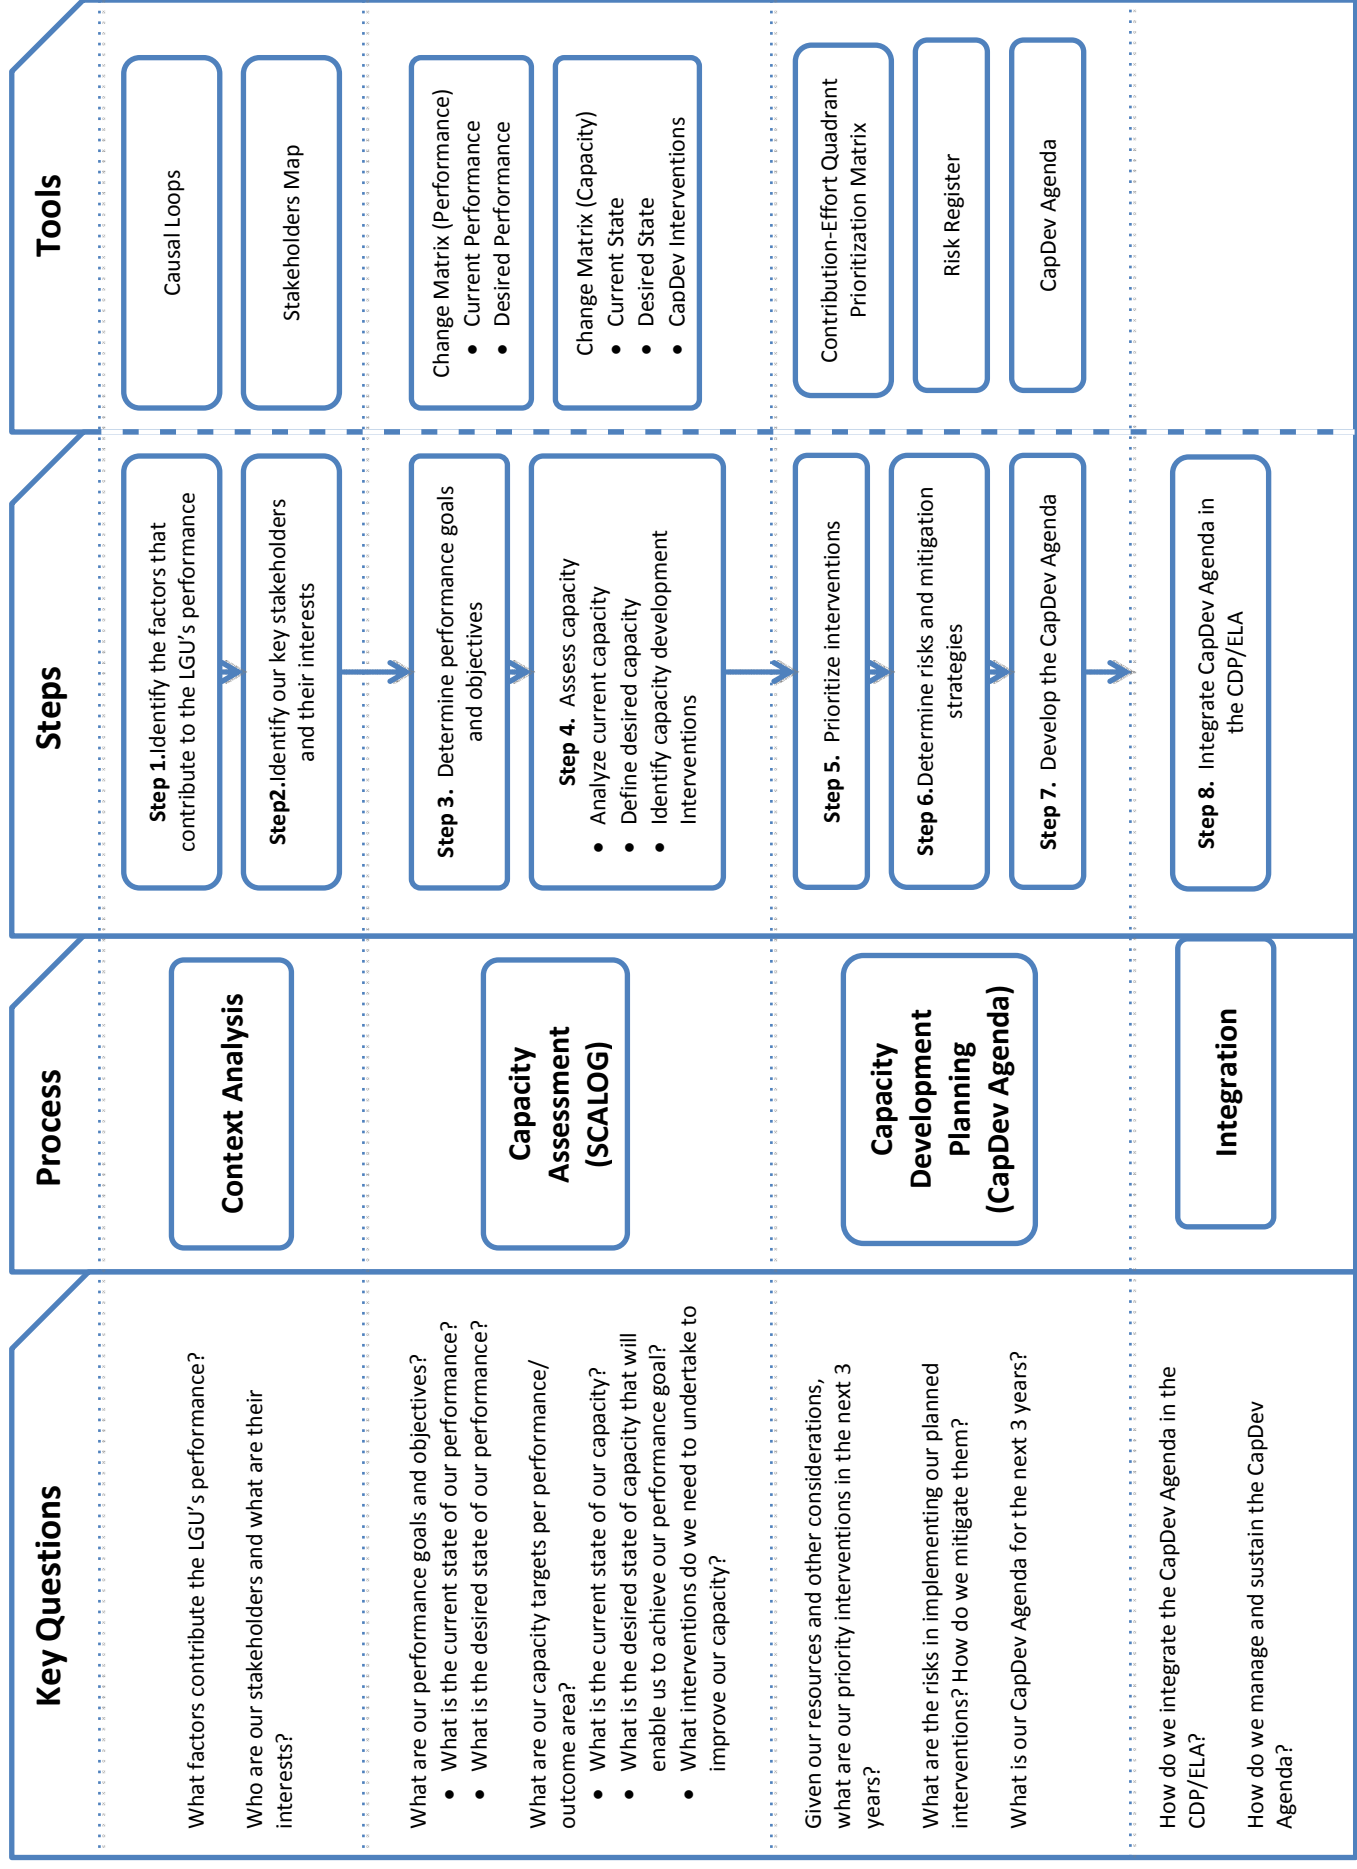 Key Questions
Process
Steps
Tools
What factors contribute the LGU's performance?
Who are our stakeholders and what are their
interests?
Context Analysis
Step 1.Identify the factors that
contribute to the LGU's performance
Step2.Identify our key stakeholders
and their interests
Causal Loops
Stakeholders Map
What are our performance goals and objectives?
• What is the current state of our performance?
• What is the desired state of our performance?
What are our capacity targets per performance/
outcome area?
• What is the current state of our capacity?
• What is the desired state of capacity that will
enable us to achieve our performance goal?
• What interventions do we need to undertake to
improve our capacity?
Capacity
Assessment
(SCALOG)
Step 3. Determine performance goals
and objectives
Step 4. Assess capacity
• Analyze current capacity
• Define desired capacity
• Identify capacity development
Interventions
Change Matrix (Performance)
• Current Performance
• Desired Performance
Change Matrix (Capacity)
• Current State
• Desired State
• CapDev Interventions
Given our resources and other considerations,
what are our priority interventions in the next 3
years?
What are the risks in implementing our planned
interventions? How do we mitigate them?
What is our CapDev Agenda for the next 3 years?
Capacity
Development
Planning
(CapDev Agenda)
Step 5. Prioritize interventions
Step 6.Determine risks and mitigation
strategies
Step 7. Develop the CapDev Agenda
Contribution-Effort Quadrant
Prioritization Matrix
Risk Register
CapDev Agenda
How do we integrate the CapDev Agenda in the
CDP/ELA?
How do we manage and sustain the CapDev
Agenda?
Integration
Step 8. Integrate CapDev Agenda in
the CDP/ELA